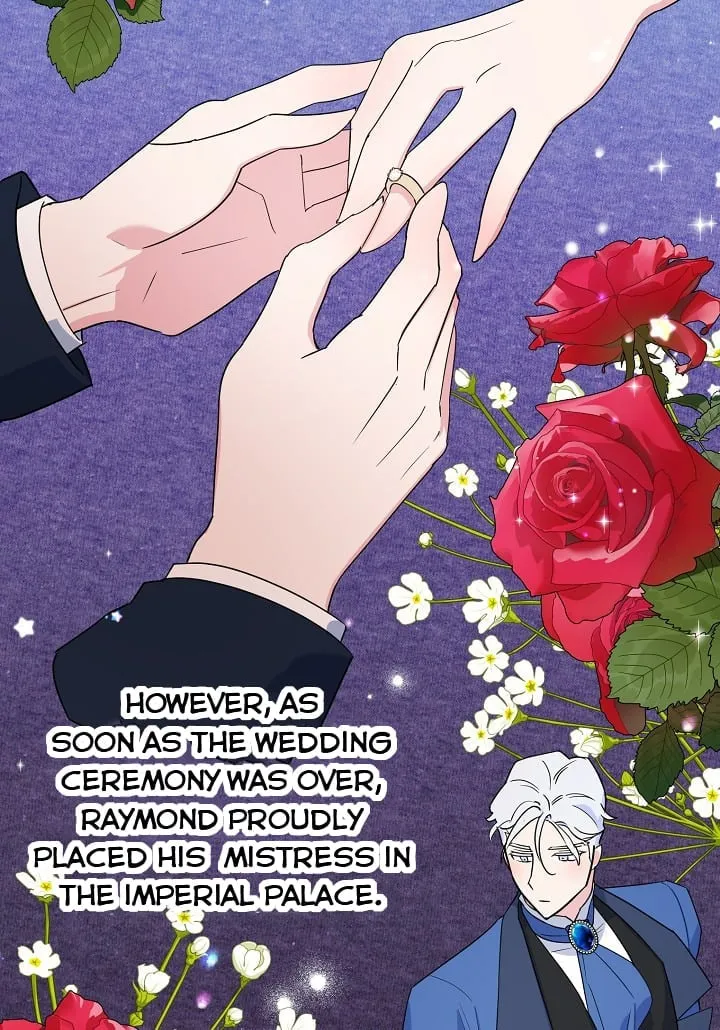 HOWEVER, AS
SOON AS THE WEDDING
CEREMONY WAS OVER,
RAYMOND PROUDLY
PLACED HIS MISTRESS IN
THE IMPERIAL PALACE.